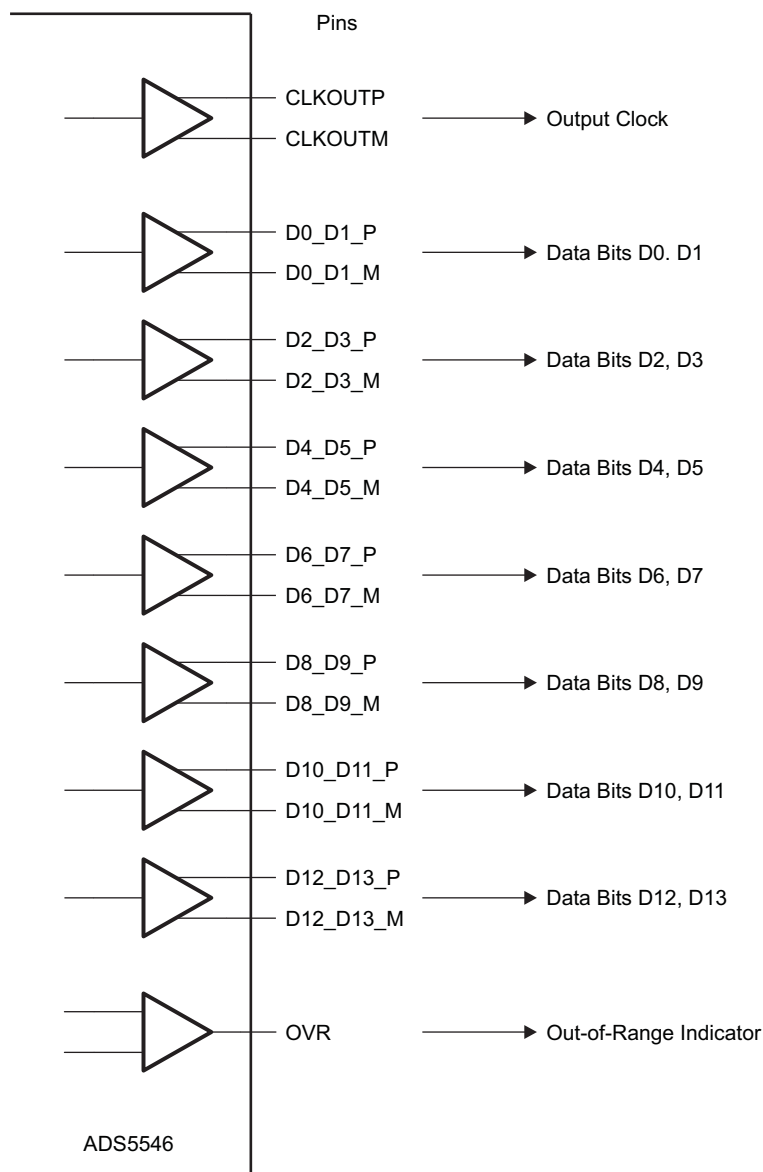 Pins
CLKOUTP
CLKOUTM
Output Clock
D0_D1_P
D0_D1_M
Data Bits D0. D1
D2_D3_P
D2_D3_M
Data Bits D2, D3
D4_D5_P
D4_D5_M
Data Bits D4, D5
D6_D7_P
D6_D7_M
Data Bits D6, D7
D8_D9_P
D8_D9_M
Data Bits D8, D9
D10_D11_P
D10_D11_M
Data Bits D10, D11
D12_D13_P
D12_D13_M
Data Bits D12, D13
OVR
Out-of-Range Indicator
ADS5546